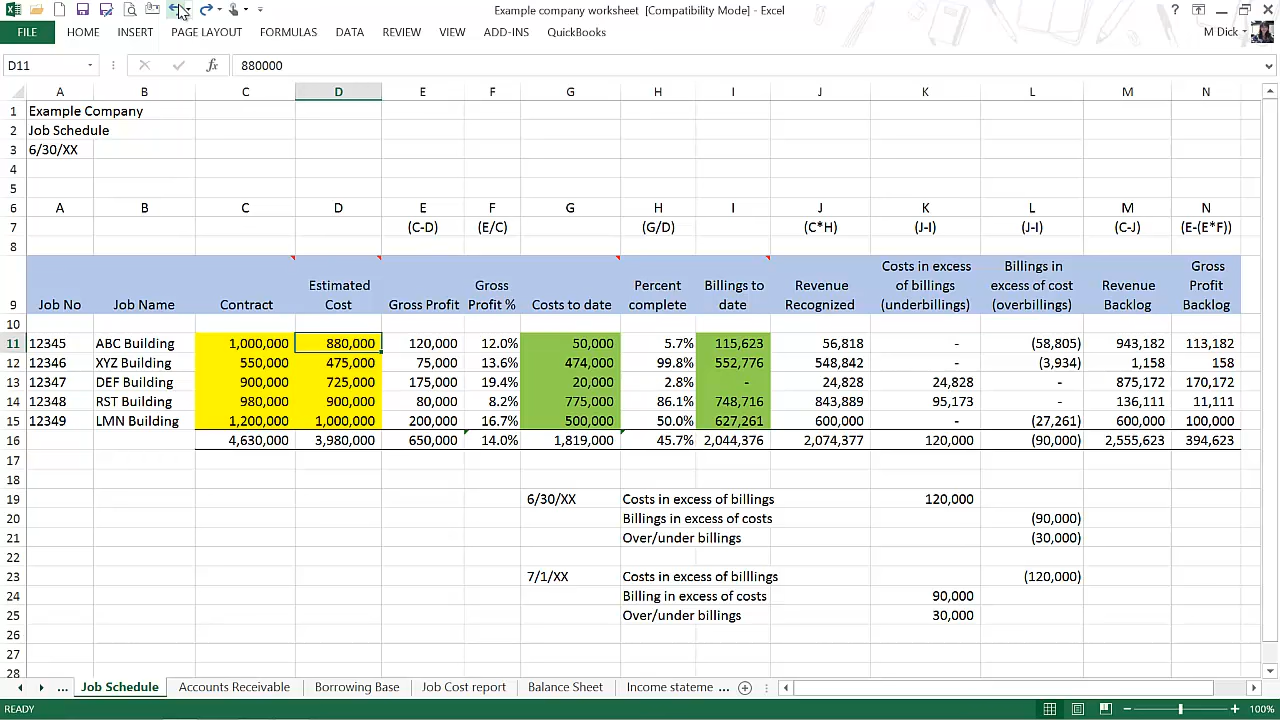 Example company worksheet [Compatibility Mode] - Excel
FILE HOME INSERT PAGE LAYOUT FORMULAS DATA REVIEW VIEW ADD-INS QuickBooks M Dick
D11 fx 880000
A B C D E F G H I J K L M N
1 Example Company
2 Job Schedule
3 6/30/XX
4
5
6 A B C D E F G H I J K L M N
7 (C-D) (E/C) (G/D) (C*H) (J-I) (J-I) (C-J) (E-(E*F))
8
Costs in excess Billings in Gross
Estimated Gross Percent Billings to Revenue of billings excess of cost Revenue Profit
9 Job No Job Name Contract Cost Gross Profit Profit % Costs to date complete date Recognized (underbillings) (overbillings) Backlog Backlog
10
11 12345 ABC Building 1,000,000 880,000 120,000 12.0% 50,000 5.7% 115,623 56,818 - (58,805) 943,182 113,182
12 12346 XYZ Building 550,000 475,000 75,000 13.6% 474,000 99.8% 552,776 548,842 - (3,934) 1,158 158
13 12347 DEF Building 900,000 725,000 175,000 19.4% 20,000 2.8% - 24,828 24,828 - 875,172 170,172
14 12348 RST Building 980,000 900,000 80,000 8.2% 775,000 86.1% 748,716 843,889 95,173 - 136,111 11,111
15 12349 LMN Building 1,200,000 1,000,000 200,000 16.7% 500,000 50.0% 627,261 600,000 - (27,261) 600,000 100,000
16 4,630,000 3,980,000 650,000 14.0% 1,819,000 45.7% 2,044,376 2,074,377 120,000 (90,000) 2,555,623 394,623
17
18
19 6/30/XX Costs in excess of billings 120,000
20 Billings in excess of costs (90,000)
21 Over/under billings (30,000)
22
23 7/1/XX Costs in excess of billlings (120,000)
24 Billing in excess of costs 90,000
25 Over/under billings 30,000
26
27
28
... Job Schedule Accounts Receivable Borrowing Base Job Cost report Balance Sheet Income stateme ...
READY 100%